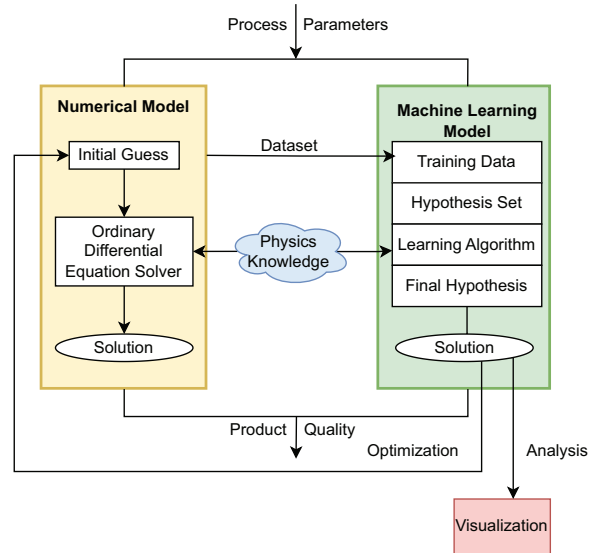 Process Parameters
Numerical Model
Machine Learning
Model
Initial Guess
Dataset
Training Data
Hypothesis Set
Ordinary
Differential
Equation Solver
Physics
Knowledge
Learning Algorithm
Final Hypothesis
Solution
Solution
Product Quality
Optimization
Analysis
Visualization